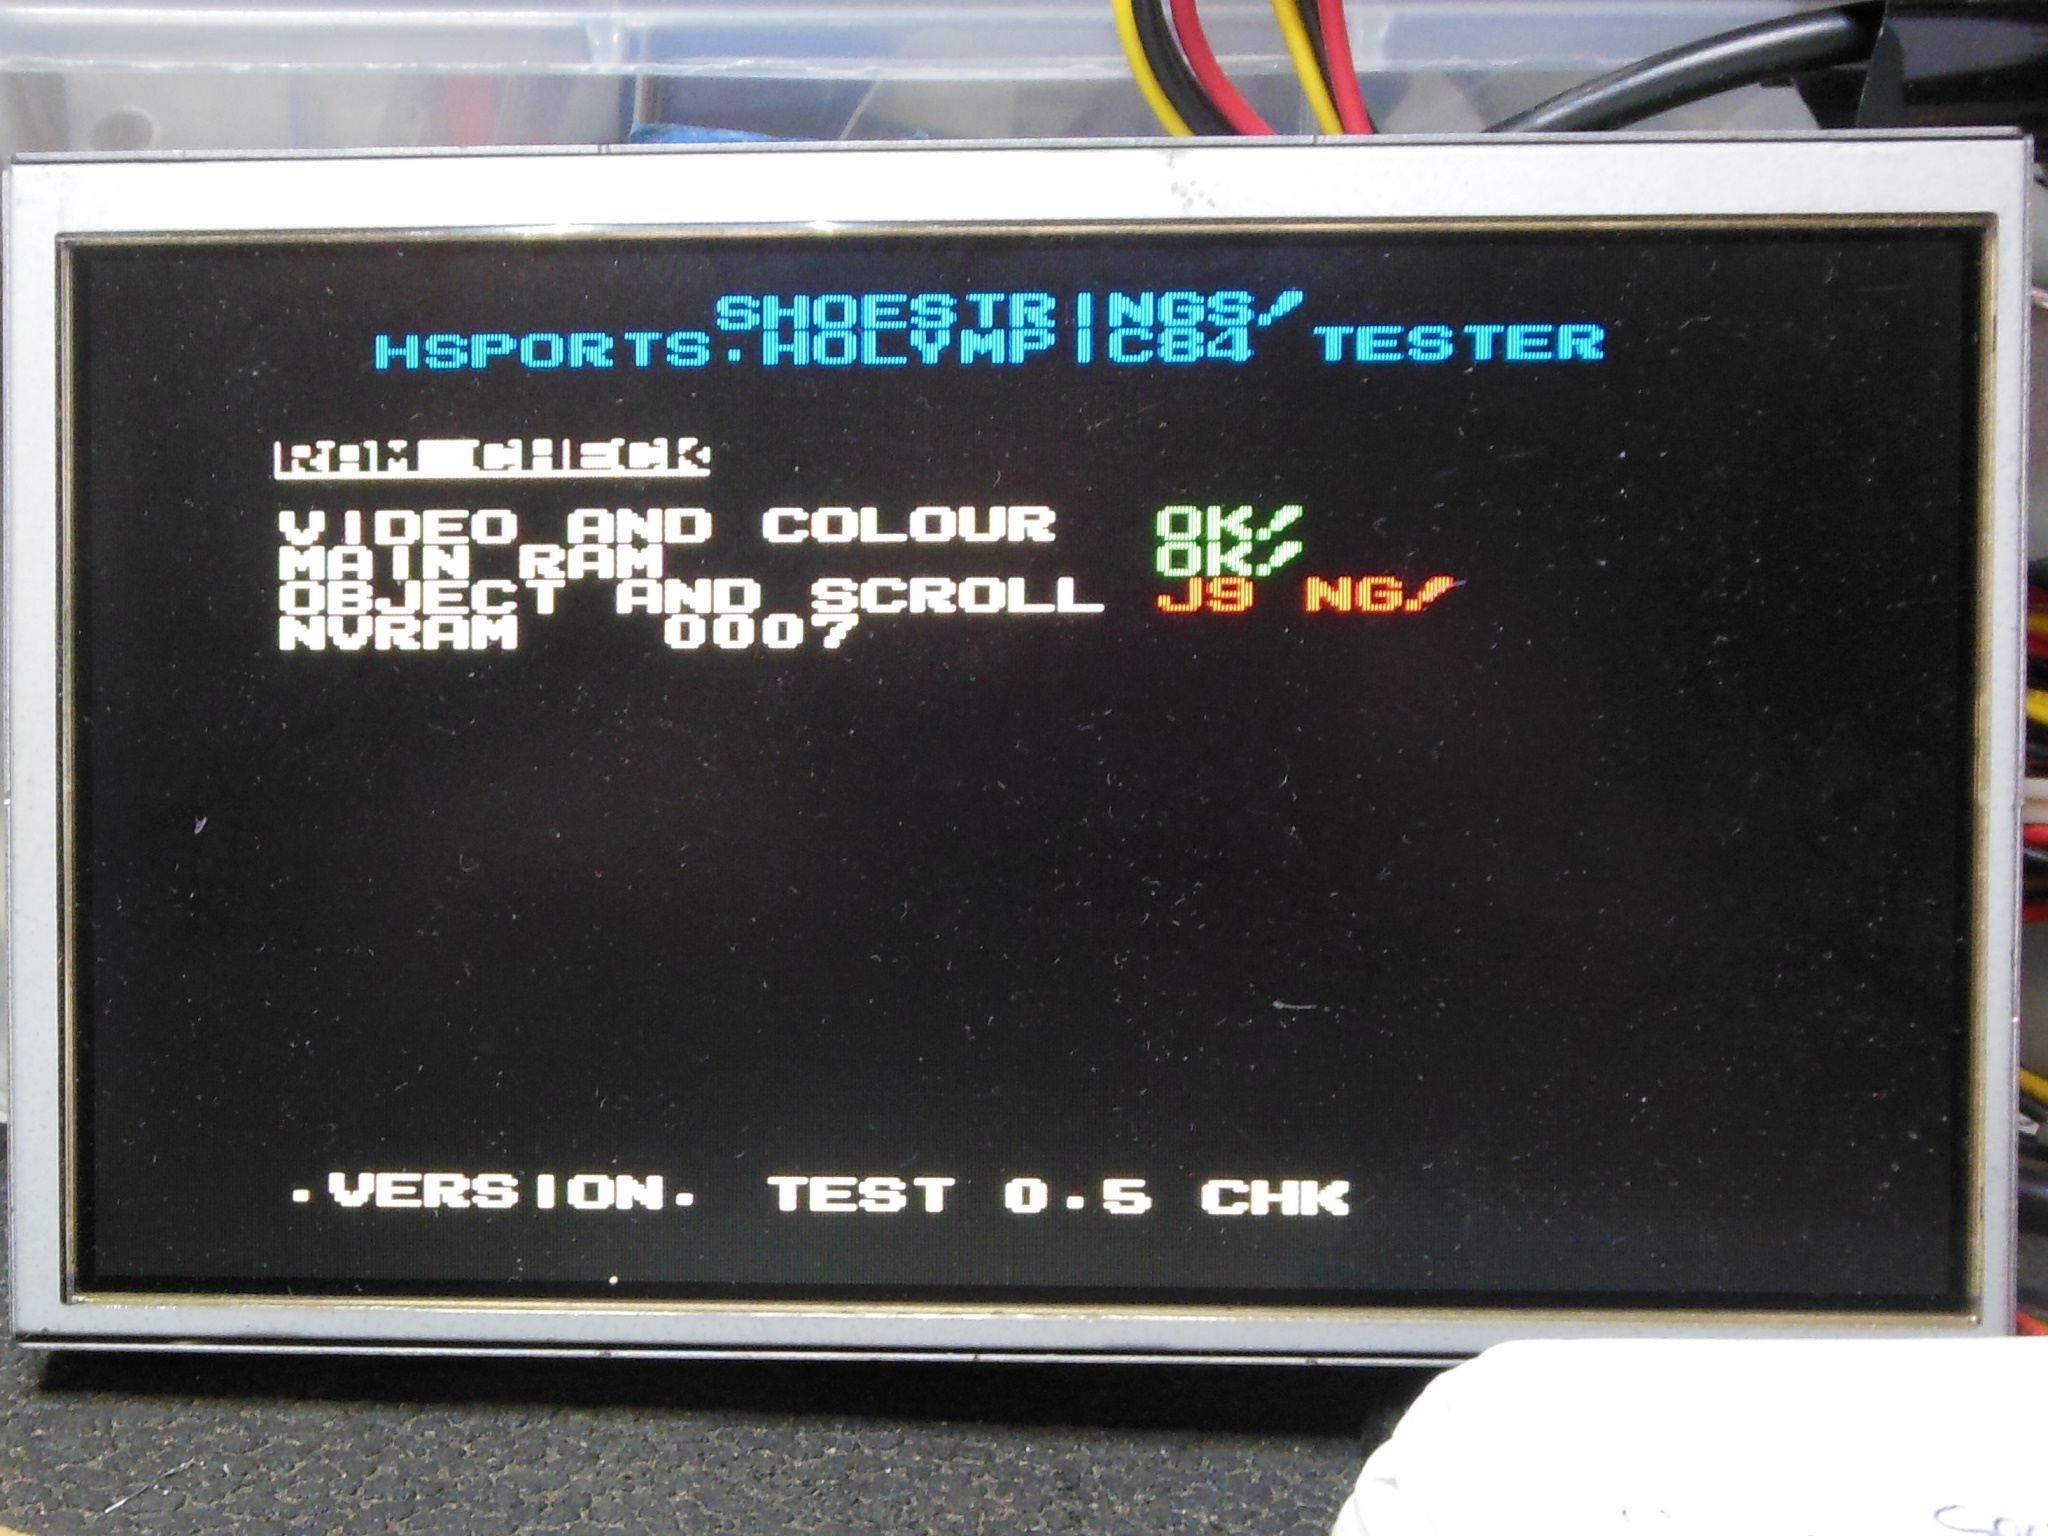 SHOESTRINGS!
HSPORTS.HOLYMPIC84 TESTER
RAM CHECK
VIDEO AND COLOUR OK!
MAIN RAM OK!
OBJECT AND SCROLL J9 NG!
NVRAM 0007
.VERSION. TEST 0.5 CHK